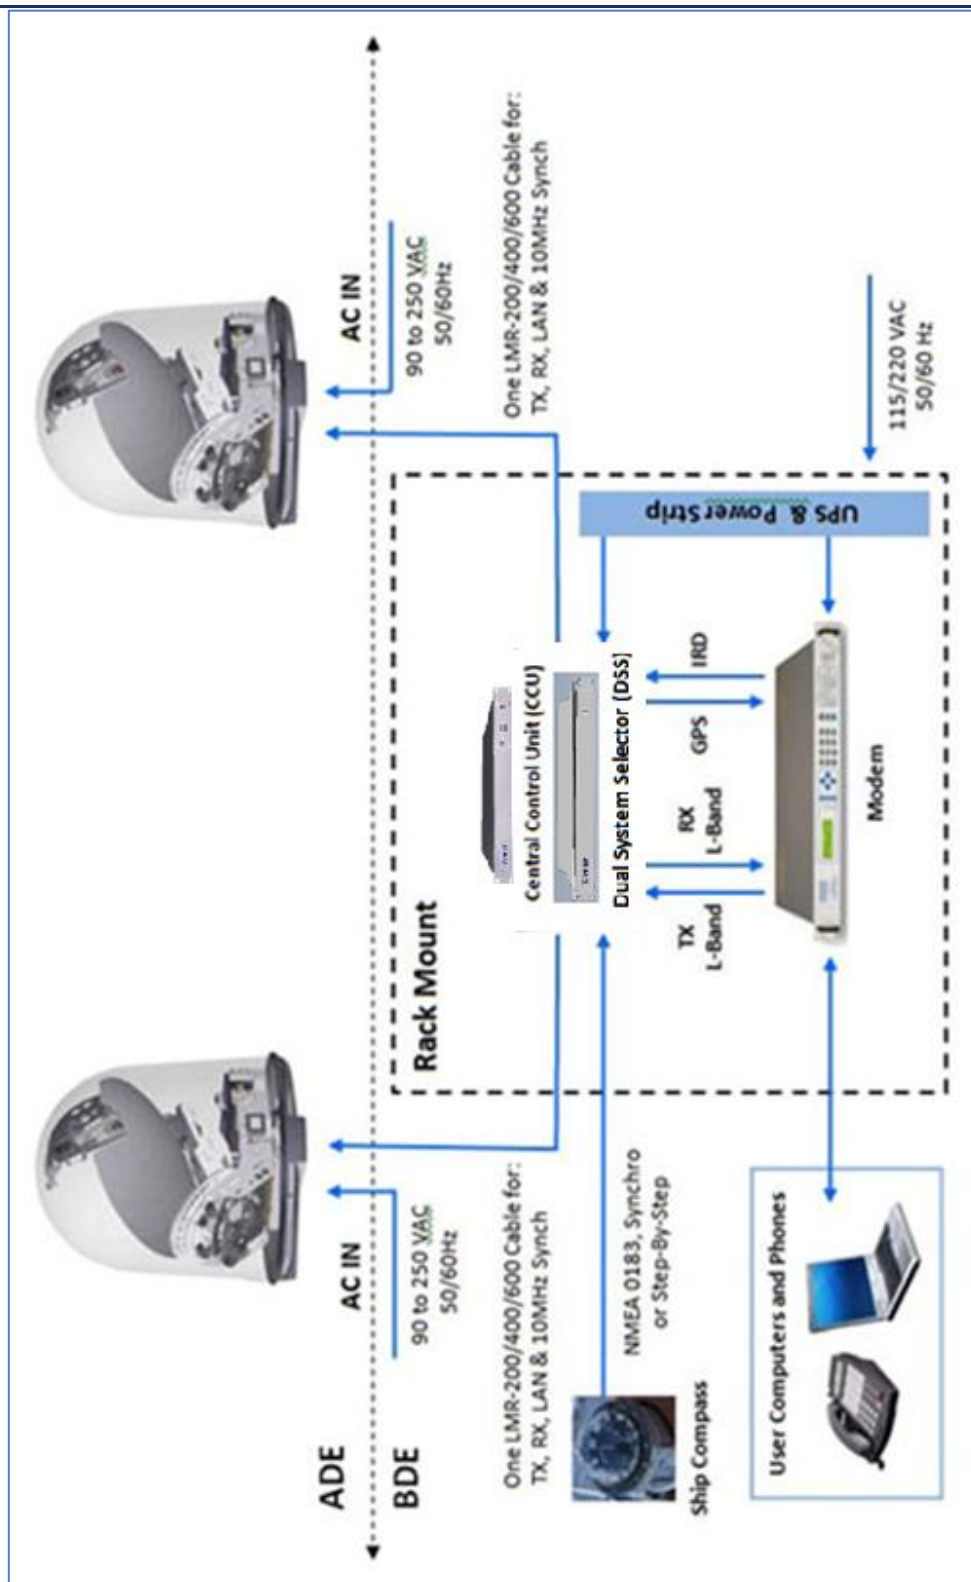 ADE
BDE
AC IN
90 to 250 VAC
50/60Hz
AC IN
90 to 250 VAC
50/60Hz
One LMR-200/400/600 Cable for:
TX, RX, LAN & 10MHz Synch
One LMR-200/400/600 Cable for:
TX, RX, LAN & 10MHz Synch
Rack Mount
Central Control Unit (CCU)
Dual System Selector (DSS)
NMEA 0183, Synchro
or Step-By-Step
Ship Compass
TX
L-Band
RX
L-Band
GPS
IRD
UPS & Power Strip
115/220 VAC
50/60 Hz
Modem
User Computers and Phones